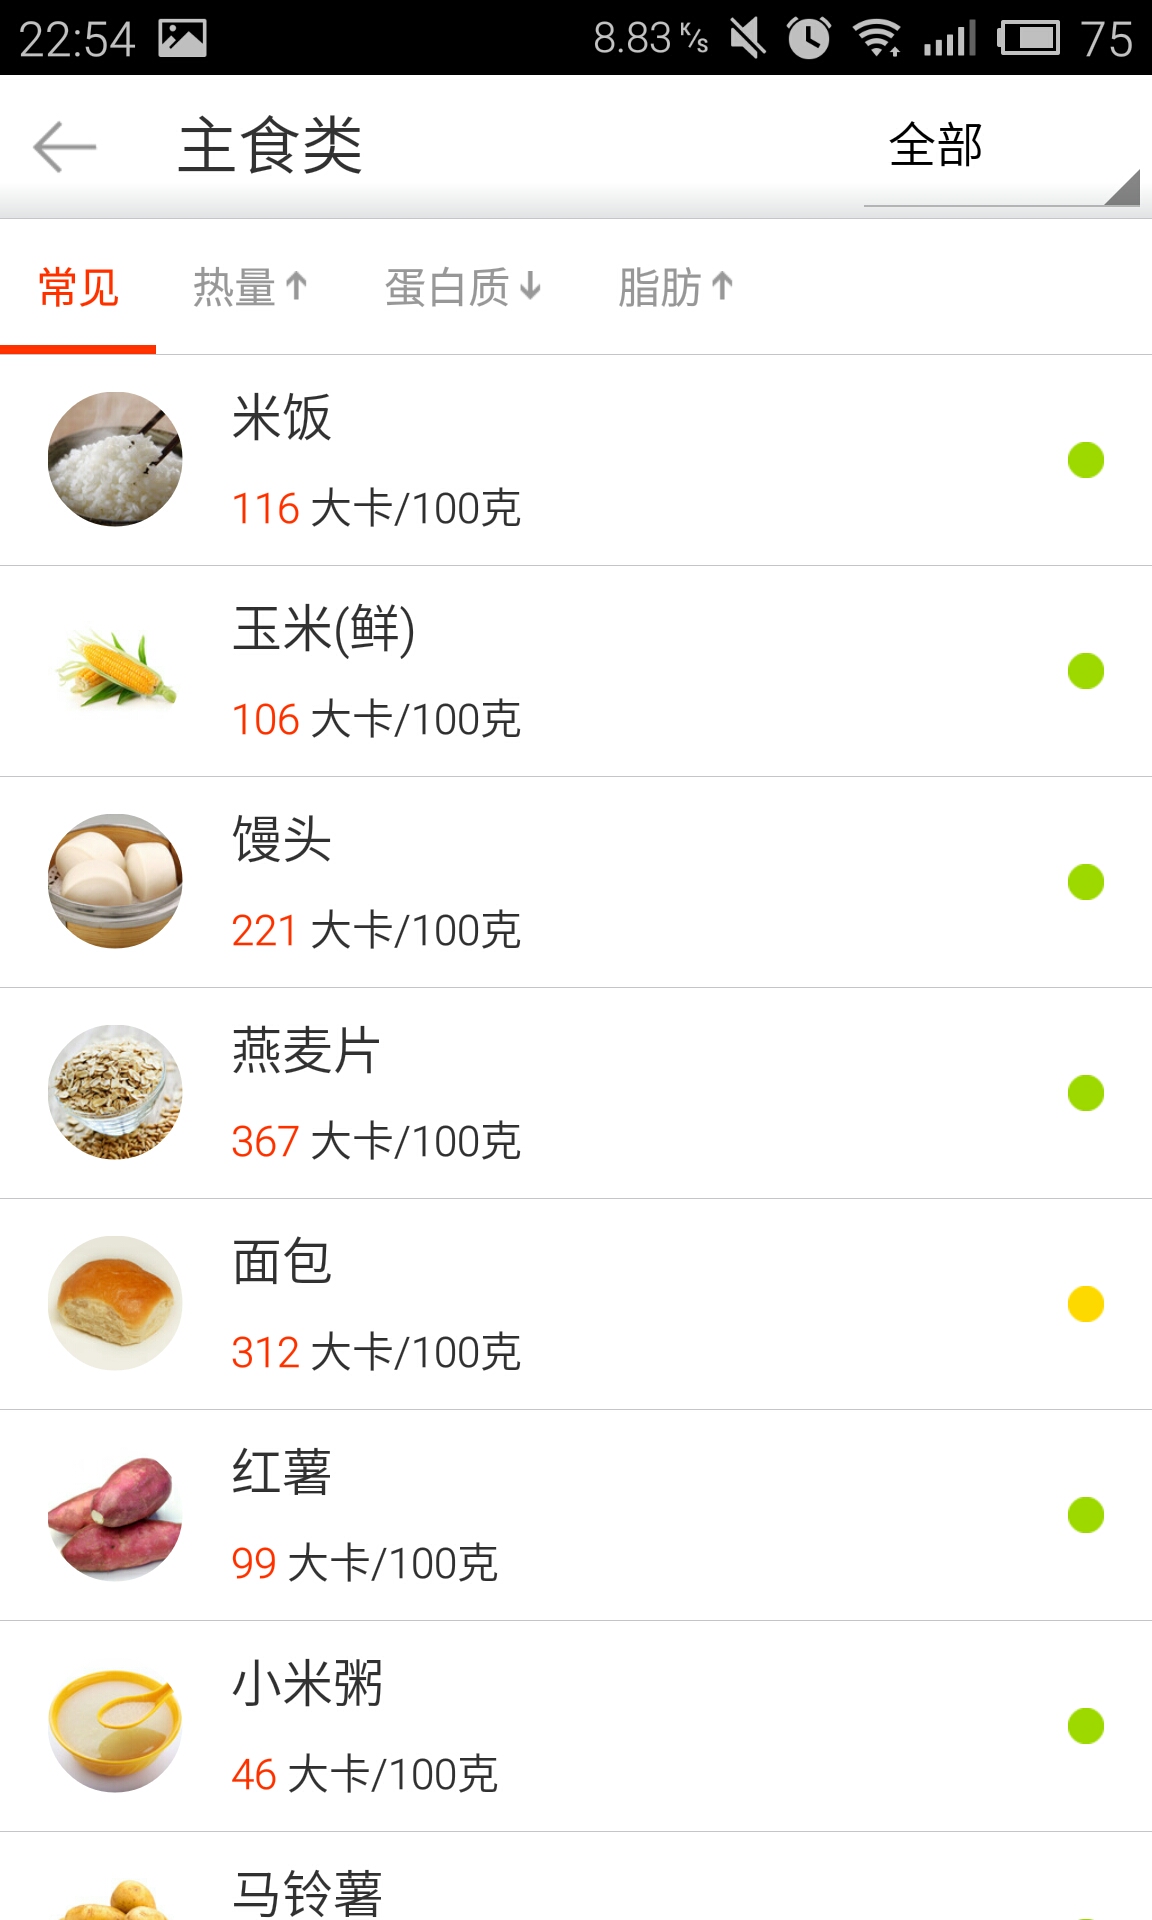 22:54 8.83 K/s 75
主食类 全部
常见 热量↑ 蛋白质↓ 脂肪↑
米饭
116 大卡/100克
玉米(鲜)
106 大卡/100克
馒头
221 大卡/100克
燕麦片
367 大卡/100克
面包
312 大卡/100克
红薯
99 大卡/100克
小米粥
46 大卡/100克
马铃薯